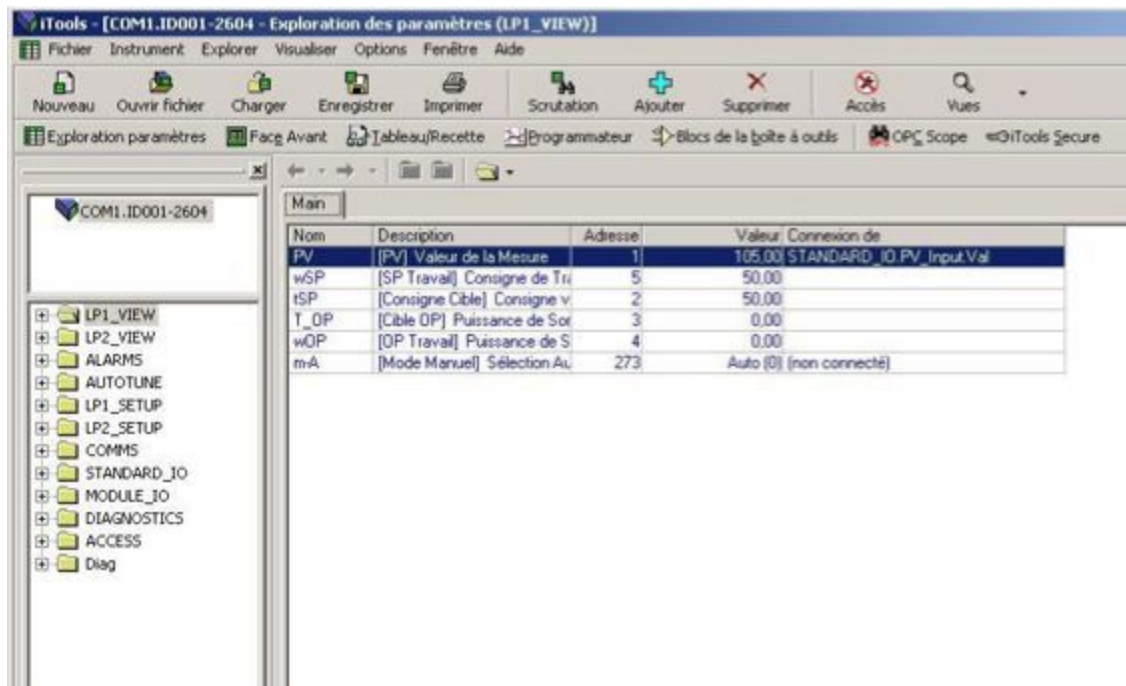 iTools - [COM1.ID001-2604 - Exploration des paramètres (LP1_VIEW)]
Fichier Instrument Explorer Visualiser Options Fenêtre Aide
Nouveau Ouvrir fichier Charger Enregistrer Imprimer Scrutation Ajouter Supprimer Accès Vues
Exploration paramètres Face Avant Tableau/Recette Programmateur Blocs de la boîte à outils OPC Scope iTools Secure
COM1.ID001-2604
LP1_VIEW
LP2_VIEW
ALARMS
AUTOTUNE
LP1_SETUP
LP2_SETUP
COMMS
STANDARD_IO
MODULE_IO
DIAGNOSTICS
ACCESS
Diag
Main
Nom Description Adresse Valeur Connexion de
PV [PV] Valeur de la Mesure 1 105,00 STANDARD_IO.PV_Input.Val
wSP [SP Travail] Consigne de Tra 5 50,00
tSP [Consigne Cible] Consigne v 2 50,00
T_OP [Cible OP] Puissance de Sor 3 0,00
wOP [OP Travail] Puissance de S 4 0,00
m-A [Mode Manuel] Sélection Au 273 Auto (0) (non connecté)